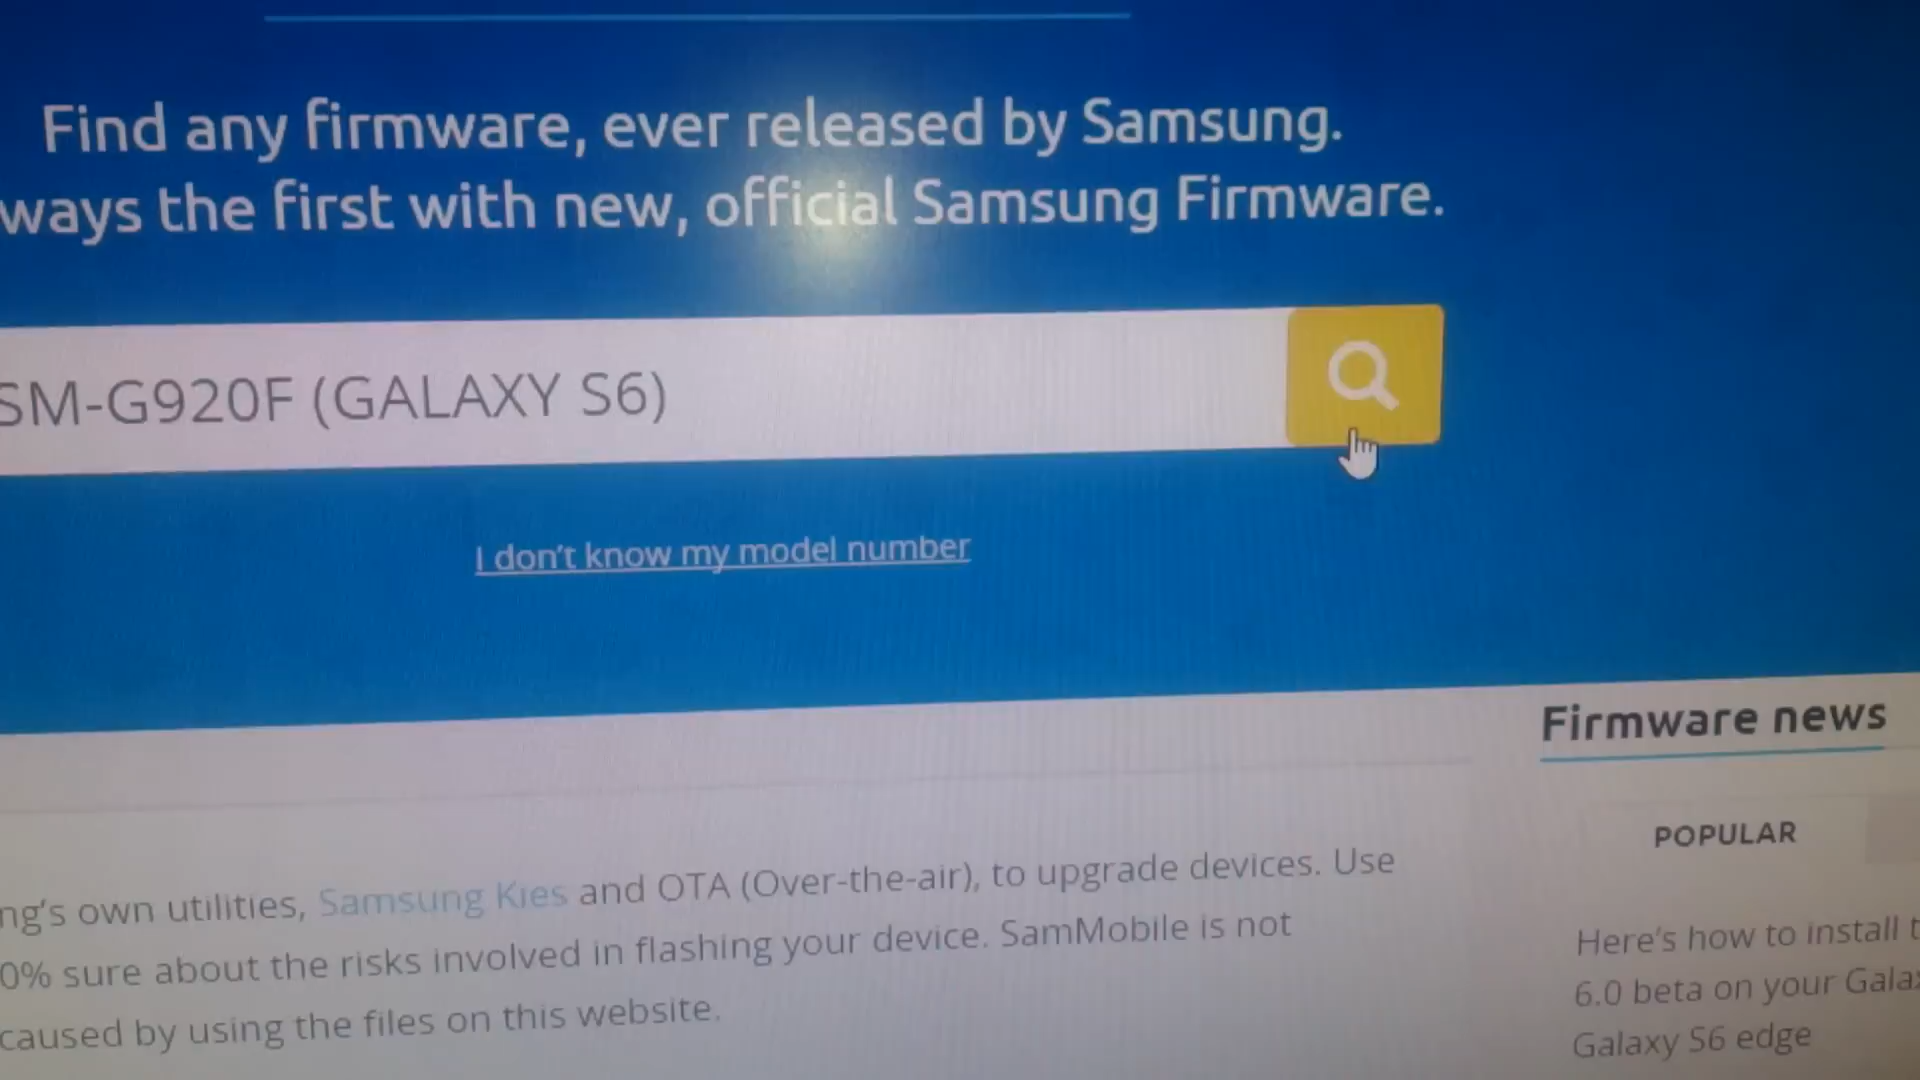 Find any firmware, ever released by Samsung.
ways the first with new, official Samsung Firmware.
SM-G920F (GALAXY S6)
I don't know my model number
Firmware news
POPULAR
ng's own utilities, Samsung Kies and OTA (Over-the-air), to upgrade devices. Use
0% sure about the risks involved in flashing your device. SamMobile is not
caused by using the files on this website.
Here's how to install t
6.0 beta on your Galax
Galaxy S6 edge